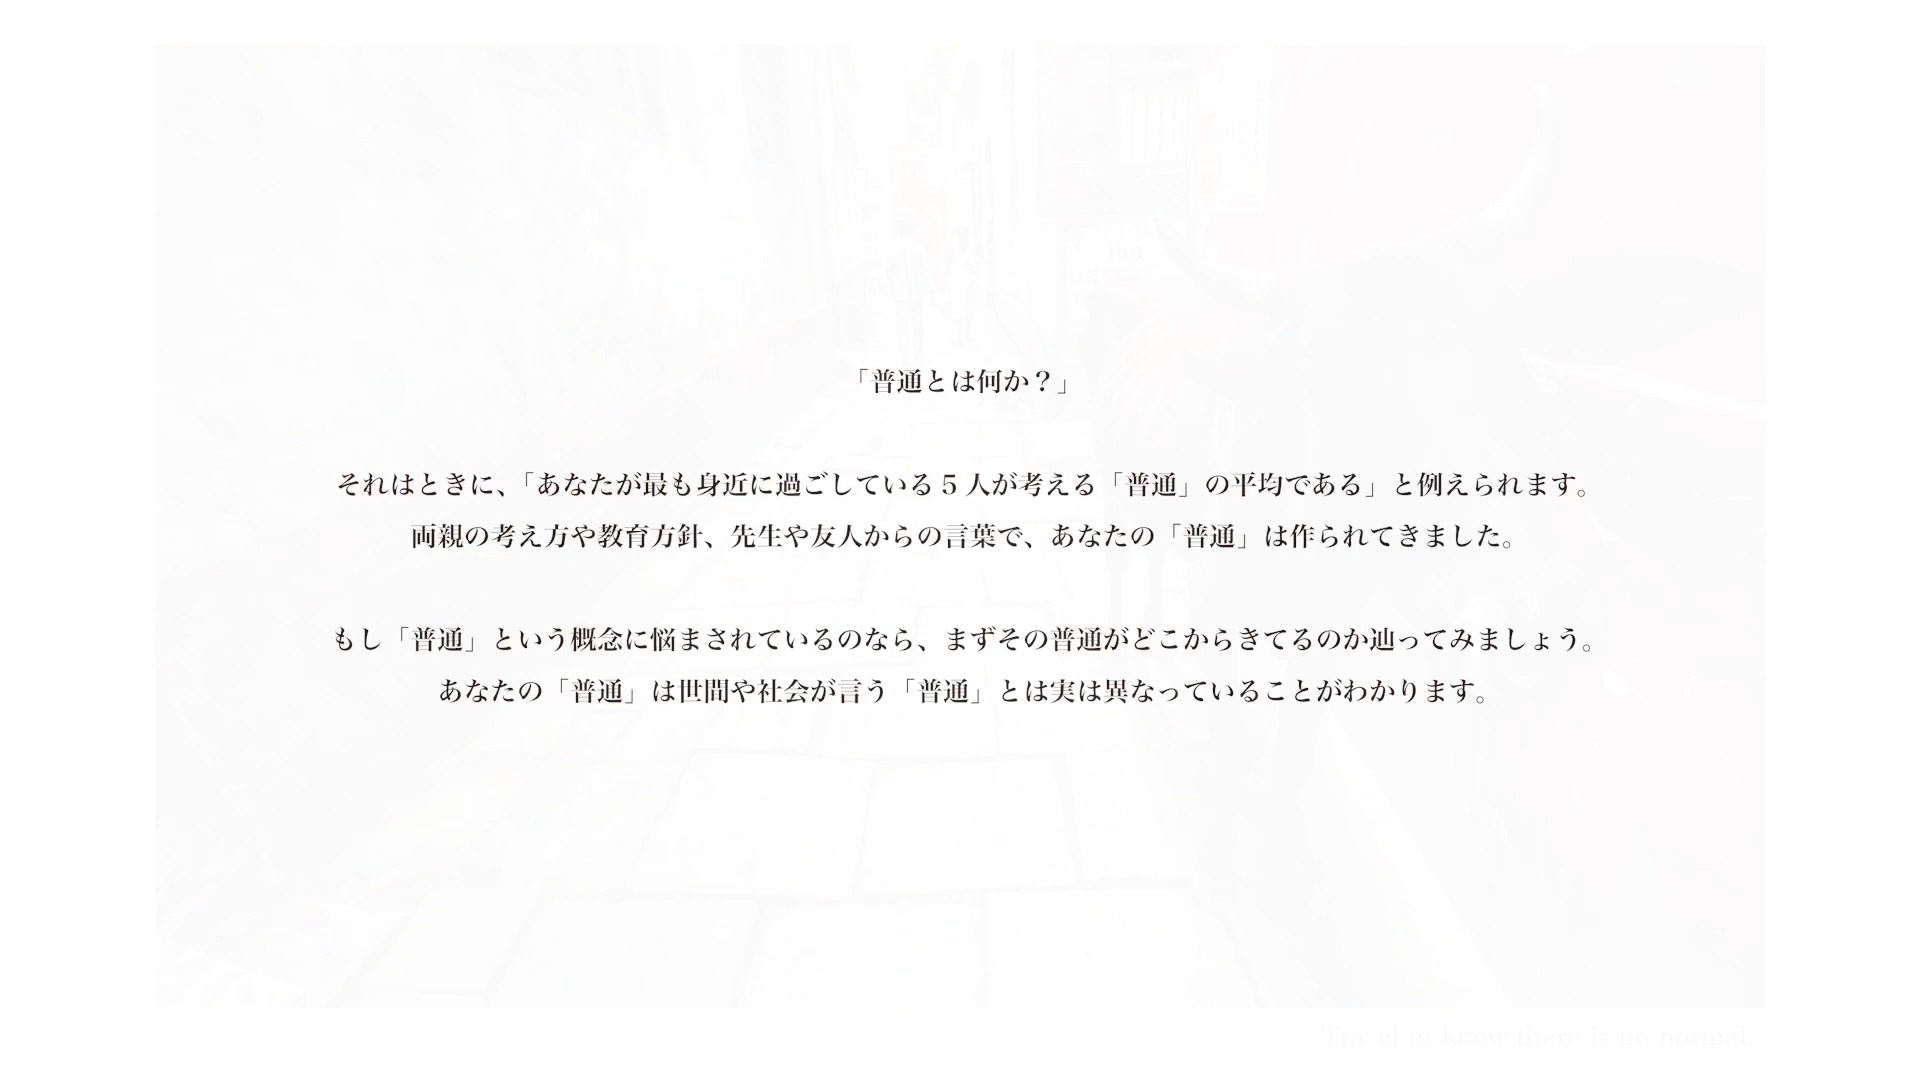 「普通とは何か？」
それはときに、「あなたが最も身近に過ごしている５人が考える「普通」の平均である」と例えられます。
両親の考え方や教育方針、先生や友人からの言葉で、あなたの「普通」は作られてきました。
もし「普通」という概念に悩まされているのなら、まずその普通がどこからきてるのか辿ってみましょう。
あなたの「普通」は世間や社会が言う「普通」とは実は異なっていることがわかります。
Travel to know there is no normal.